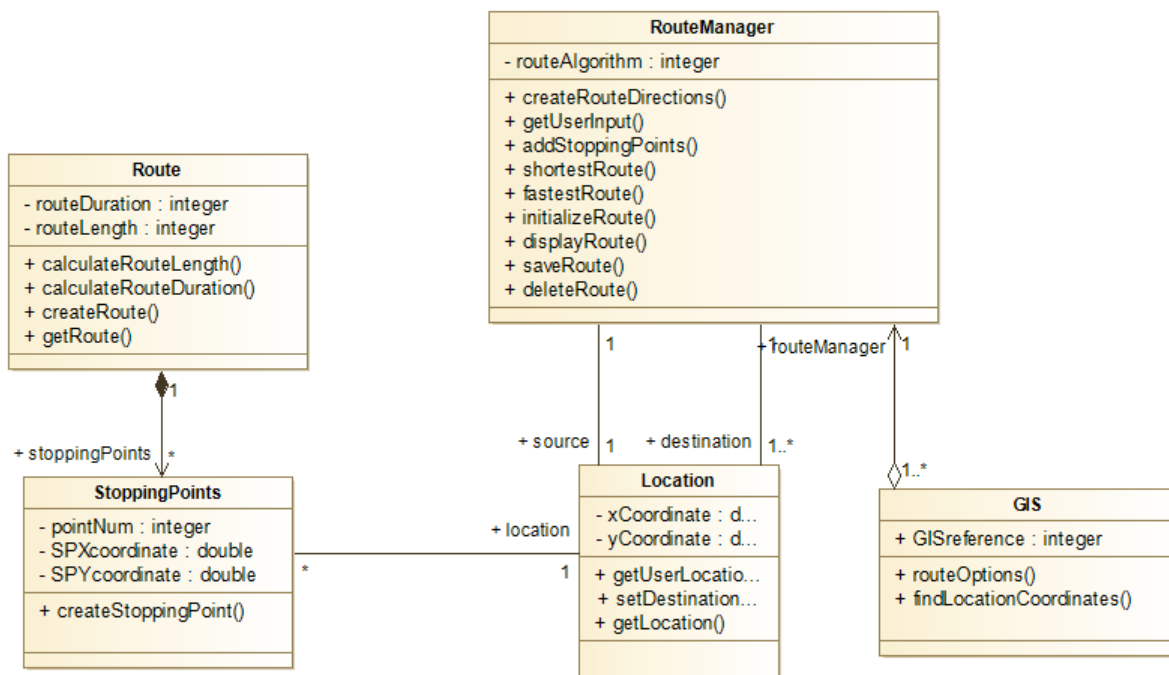 RouteManager
- routeAlgorithm : integer
+ createRouteDirections()
+ getUserInput()
+ addStoppingPoints()
+ shortestRoute()
+ fastestRoute()
+ initializeRoute()
+ displayRoute()
+ saveRoute()
+ deleteRoute()
Route
- routeDuration : integer
- routeLength : integer
+ calculateRouteLength()
+ calculateRouteDuration()
+ createRoute()
+ getRoute()
1
+ stoppingPoints
*
1
1
+ routeManager
1
+ source
1
+ destination
1..*
1..*
StoppingPoints
- pointNum : integer
- SPXcoordinate : double
- SPYcoordinate : double
+ createStoppingPoint()
*
+ location
1
Location
- xCoordinate : d...
- yCoordinate : d...
+ getUserLocatio...
+ setDestination...
+ getLocation()
GIS
+ GISreference : integer
+ routeOptions()
+ findLocationCoordinates()